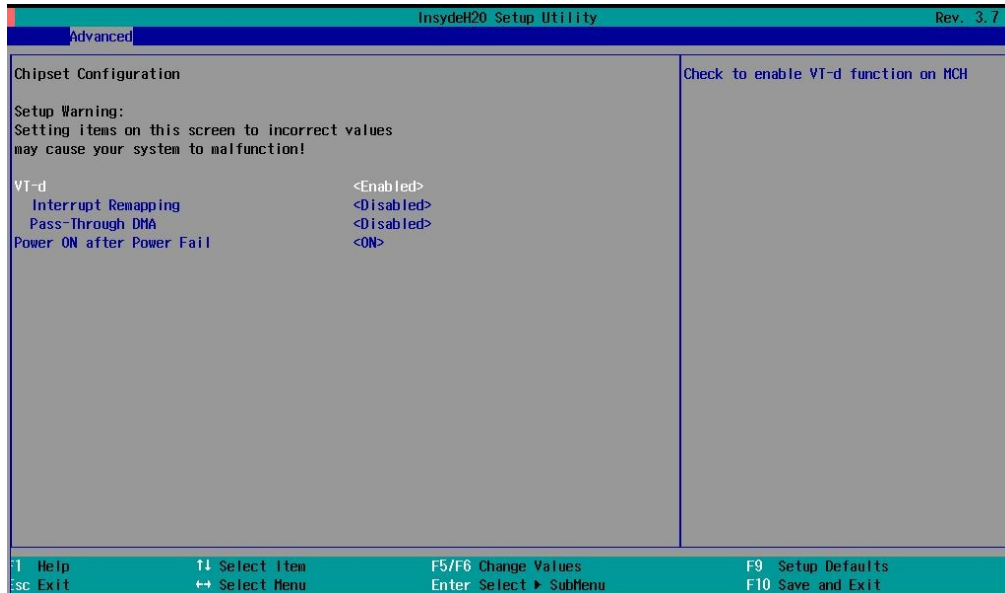 InsydeH20 Setup Utility Rev. 3.7
Advanced
Chipset Configuration
Check to enable VT-d function on MCH
Setup Warning:
Setting items on this screen to incorrect values
may cause your system to malfunction!
VT-d <Enabled>
Interrupt Remapping <Disabled>
Pass-Through DMA <Disabled>
Power ON after Power Fail <ON>
F1 Help ↑↓ Select Item F5/F6 Change Values F9 Setup Defaults
Esc Exit ↔ Select Menu Enter Select ▶ SubMenu F10 Save and Exit